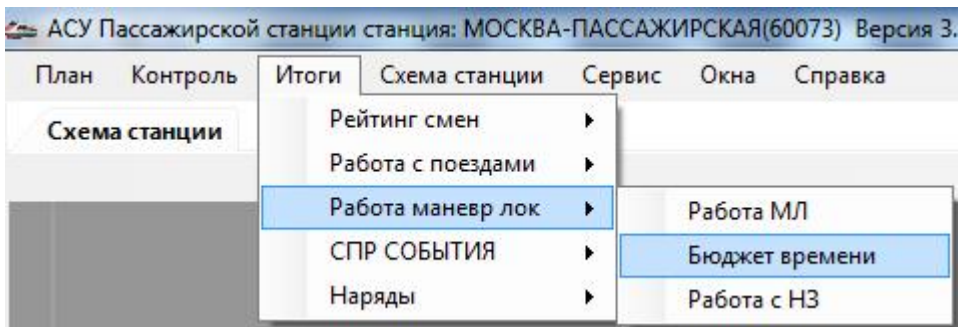 АСУ Пассажирской станции станция: МОСКВА-ПАССАЖИРСКАЯ(60073) Версия 3.
План Контроль Итоги Схема станции Сервис Окна Справка
Схема станции
Рейтинг смен
Работа с поездами
Работа маневр лок
СПР СОБЫТИЯ
Наряды
Работа МЛ
Бюджет времени
Работа с НЗ